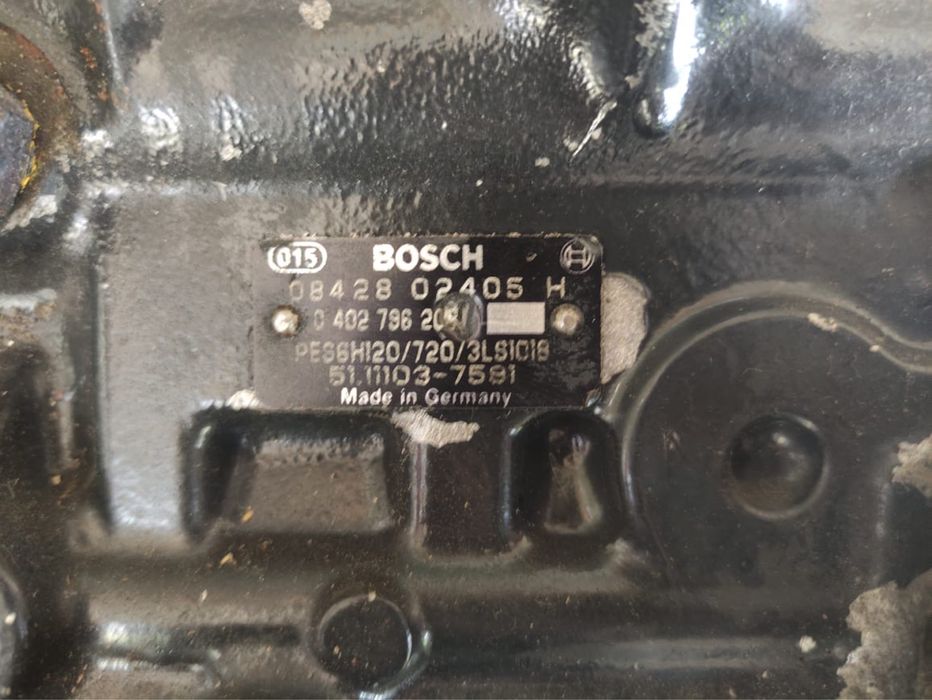 015 BOSCH H
08428 02405 H
0 402 796 20
PES6H120/720/3LS1018
51.11103-7581
Made in Germany